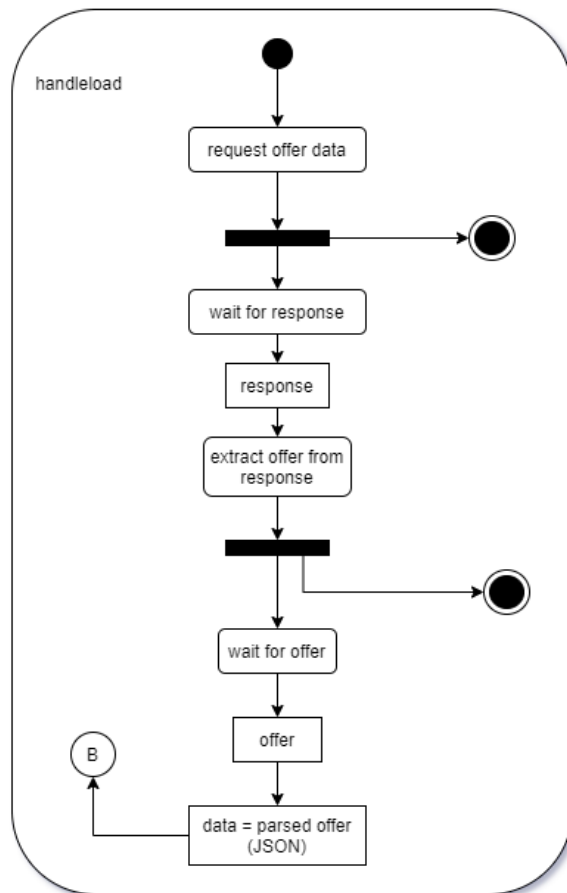 handleload
request offer data
wait for response
response
extract offer from
response
wait for offer
offer
B
data = parsed offer
(JSON)